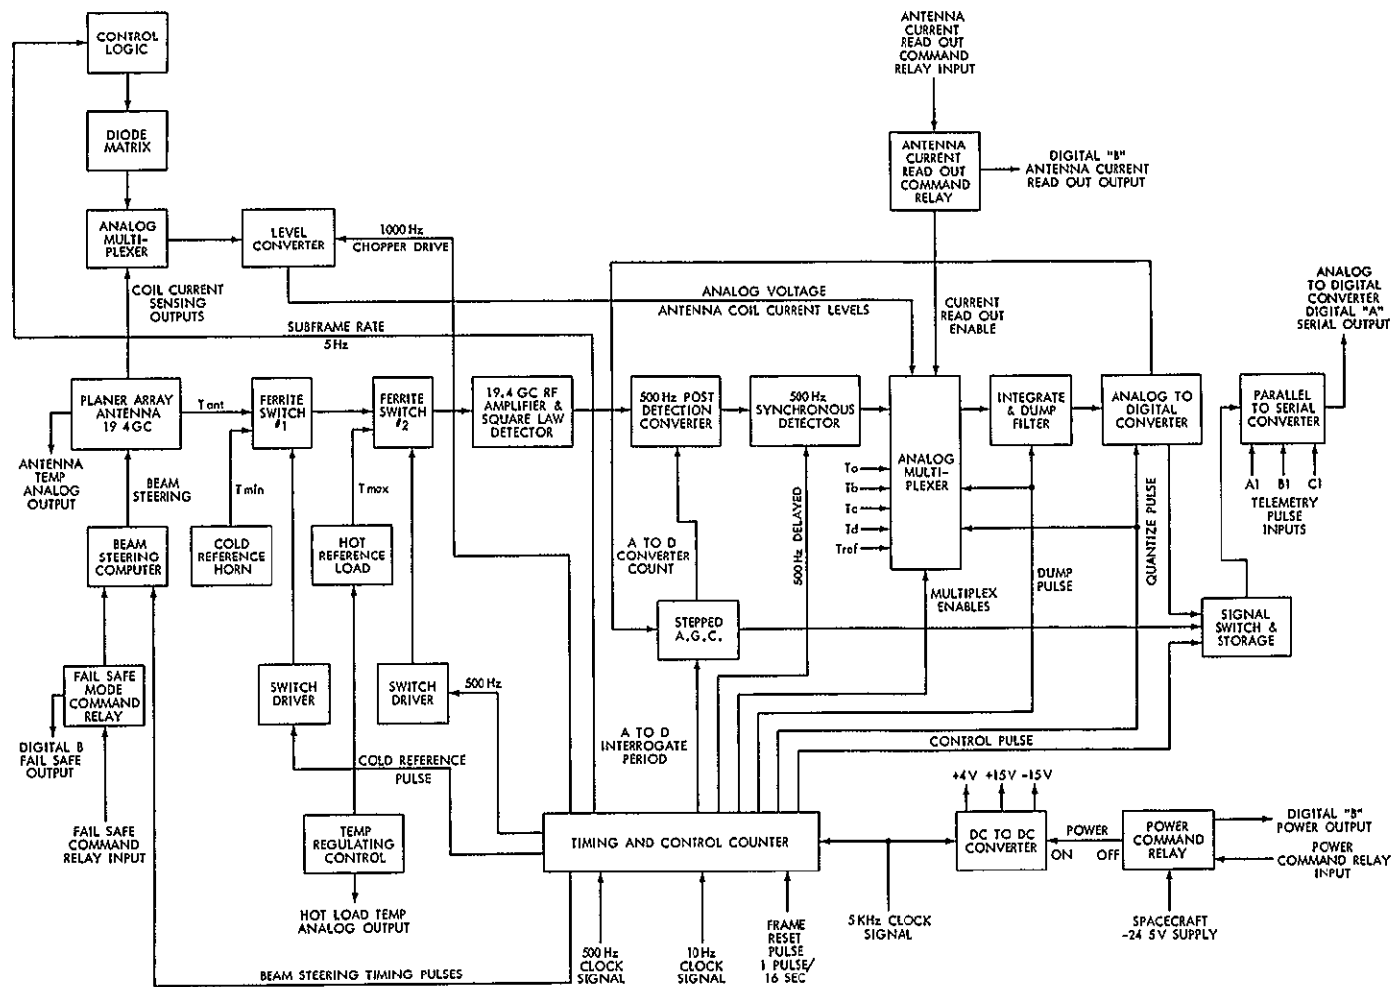 CONTROL
LOGIC
DIODE
MATRIX
ANALOG
MULTI-
PLEXER
LEVEL
CONVERTER
1000 Hz
CHOPPER DRIVE
COIL CURRENT
SENSING
OUTPUTS
ANTENNA
CURRENT
READ OUT
COMMAND
RELAY INPUT
ANTENNA
CURRENT
READ OUT
COMMAND
RELAY
DIGITAL "B"
ANTENNA CURRENT
READ OUT OUTPUT
ANALOG VOLTAGE
ANTENNA COIL CURRENT LEVELS
CURRENT
READ OUT
ENABLE
SUBFRAME RATE
5 Hz
ANALOG
TO DIGITAL
CONVERTER
DIGITAL "A"
SERIAL OUTPUT
PLANER ARRAY
ANTENNA
19 4 GC
T ant
FERRITE
SWITCH
#1
FERRITE
SWITCH
#2
19.4 GC RF
AMPLIFIER &
SQUARE LAW
DETECTOR
500 Hz POST
DETECTION
CONVERTER
500 Hz
SYNCHRONOUS
DETECTOR
ANALOG
MULTI-
PLEXER
Ta
Tb
Tc
Td
Tref
INTEGRATE
& DUMP
FILTER
ANALOG TO
DIGITAL
CONVERTER
PARALLEL
TO SERIAL
CONVERTER
A1 B1 C1
TELEMETRY
PULSE
INPUTS
ANTENNA
TEMP
ANALOG
OUTPUT
BEAM
STEERING
T min
T max
BEAM
STEERING
COMPUTER
COLD
REFERENCE
HORN
HOT
REFERENCE
LOAD
A TO D
CONVERTER
COUNT
500 Hz DELAYED
MULTIPLEX
ENABLES
DUMP
PULSE
QUANTIZE PULSE
STEPPED
A.G.C.
SIGNAL
SWITCH &
STORAGE
FAIL SAFE
MODE
COMMAND
RELAY
DIGITAL B
FAIL SAFE
OUTPUT
FAIL SAFE
COMMAND
RELAY INPUT
SWITCH
DRIVER
SWITCH
DRIVER
500 Hz
COLD REFERENCE
PULSE
A TO D
INTERROGATE
PERIOD
CONTROL PULSE
TEMP
REGULATING
CONTROL
HOT LOAD TEMP
ANALOG OUTPUT
TIMING AND CONTROL COUNTER
+4 V +15 V -15 V
DC TO DC
CONVERTER
POWER
ON OFF
POWER
COMMAND
RELAY
DIGITAL "B"
POWER OUTPUT
POWER
COMMAND RELAY
INPUT
SPACECRAFT
-24 5V SUPPLY
500 Hz
CLOCK
SIGNAL
10 Hz
CLOCK
SIGNAL
FRAME
RESET
PULSE
1 PULSE/
16 SEC
5 KHz CLOCK
SIGNAL
BEAM STEERING TIMING PULSES